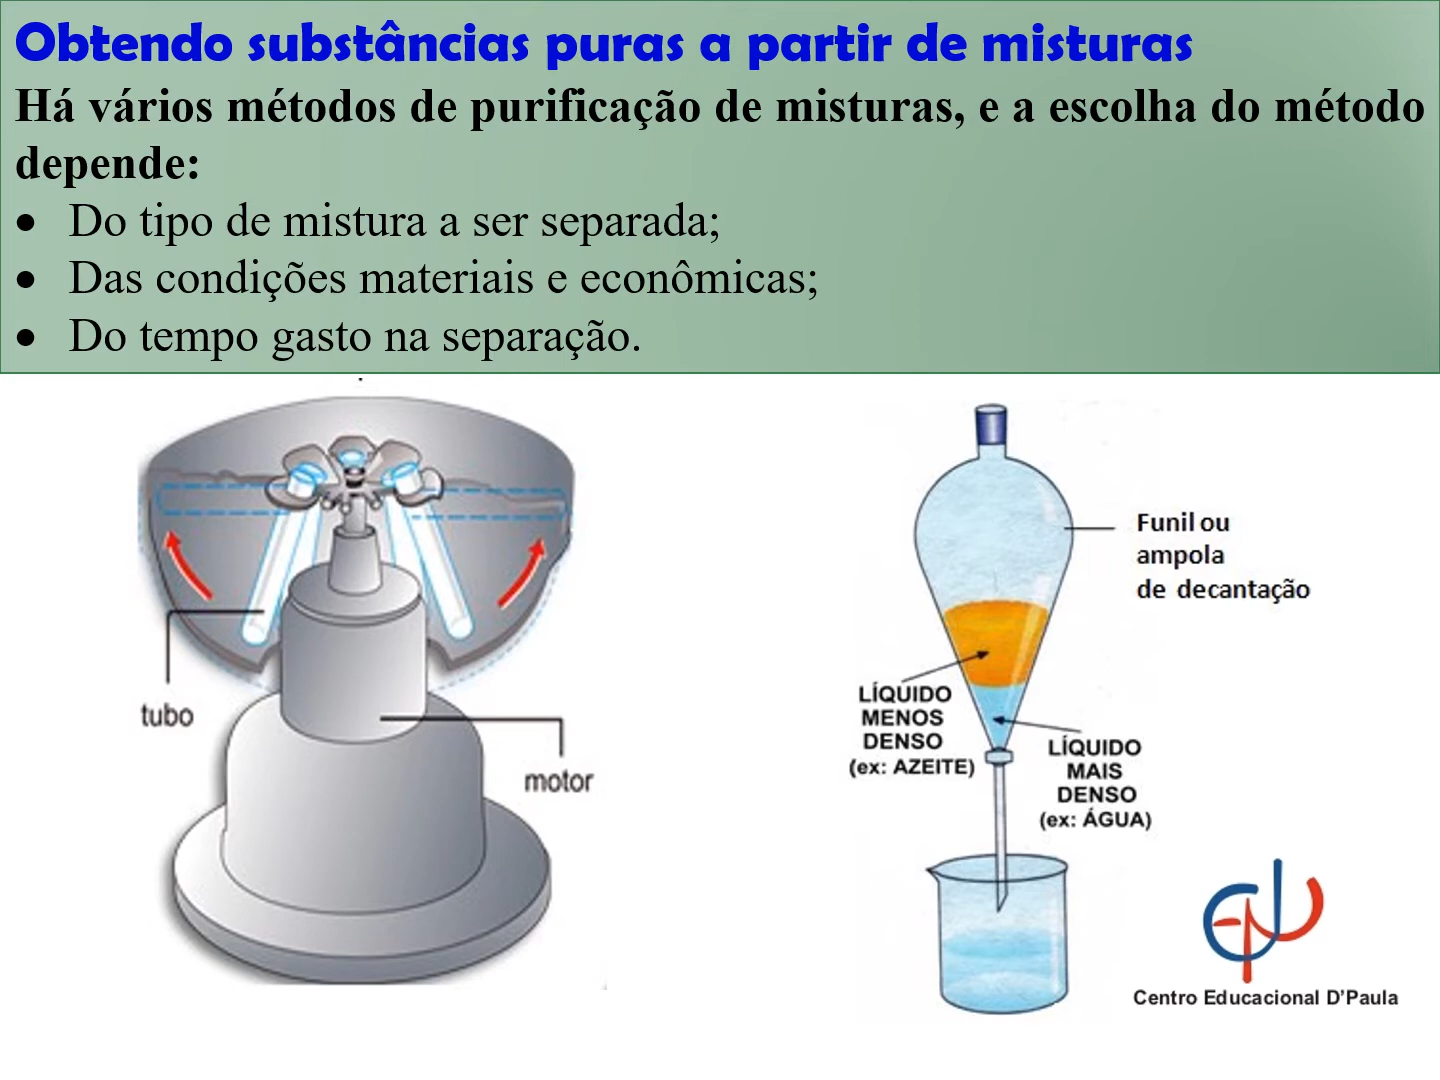 Obtendo substâncias puras a partir de misturas
Há vários métodos de purificação de misturas, e a escolha do método
depende:
• Do tipo de mistura a ser separada;
• Das condições materiais e econômicas;
• Do tempo gasto na separação.
tubo
motor
Funil ou
ampola
de decantação
LÍQUIDO
MENOS
DENSO
(ex: AZEITE)
LÍQUIDO
MAIS
DENSO
(ex: ÁGUA)
Centro Educacional D'Paula